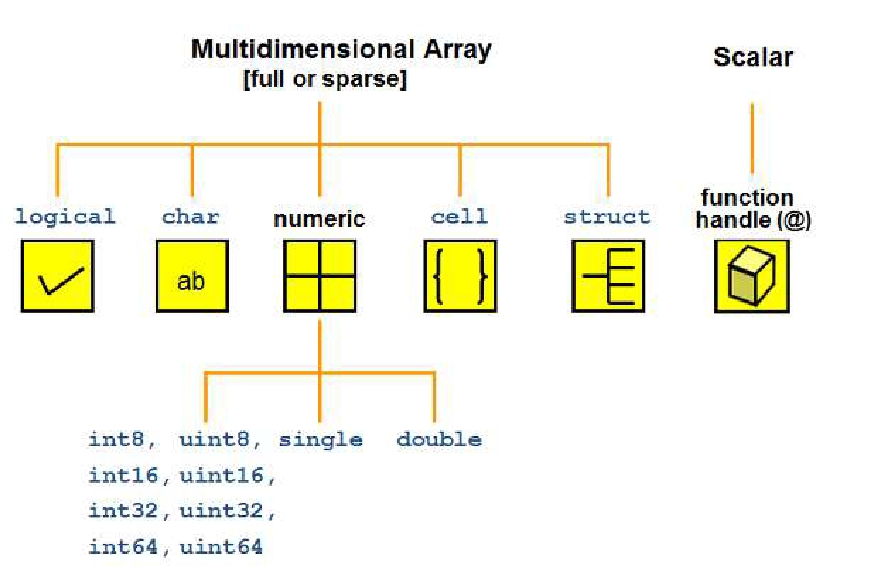 Multidimensional Array
[full or sparse]
Scalar
logical
char
numeric
cell
struct
function
handle (@)
ab
{ }
int8, uint8, single double
int16, uint16,
int32, uint32,
int64, uint64